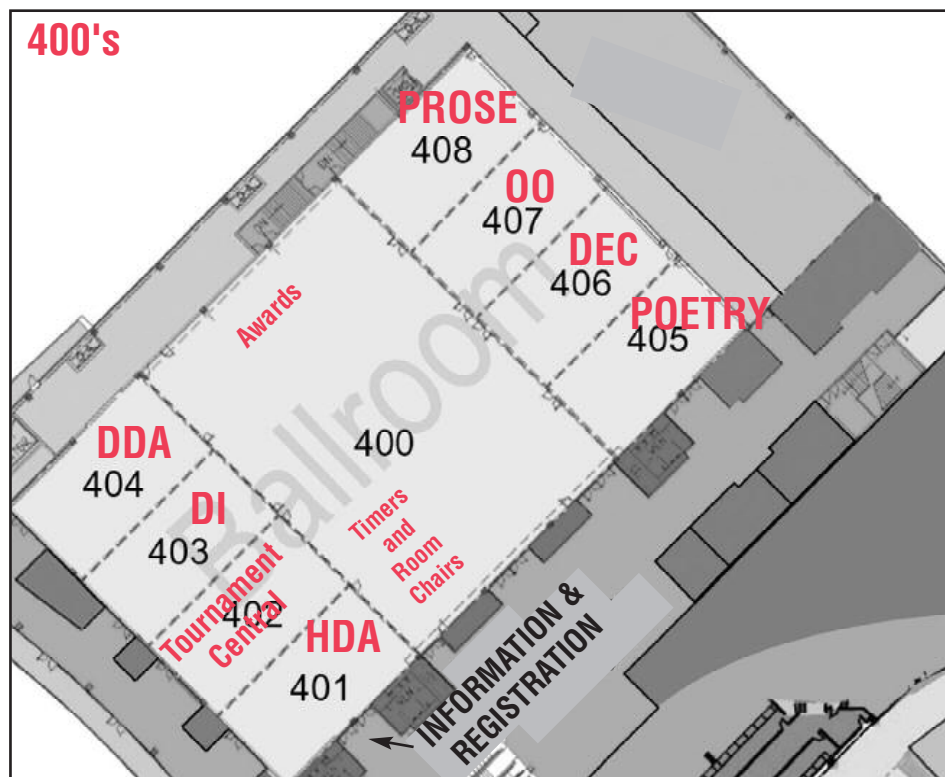 400's
PROSE
408
OO
407
DEC
406
POETRY
405
Awards
Ballroom
400
DDA
404
DI
403
Tournament
Central
402
Timers
and
Room
Chairs
HDA
401
INFORMATION &
REGISTRATION